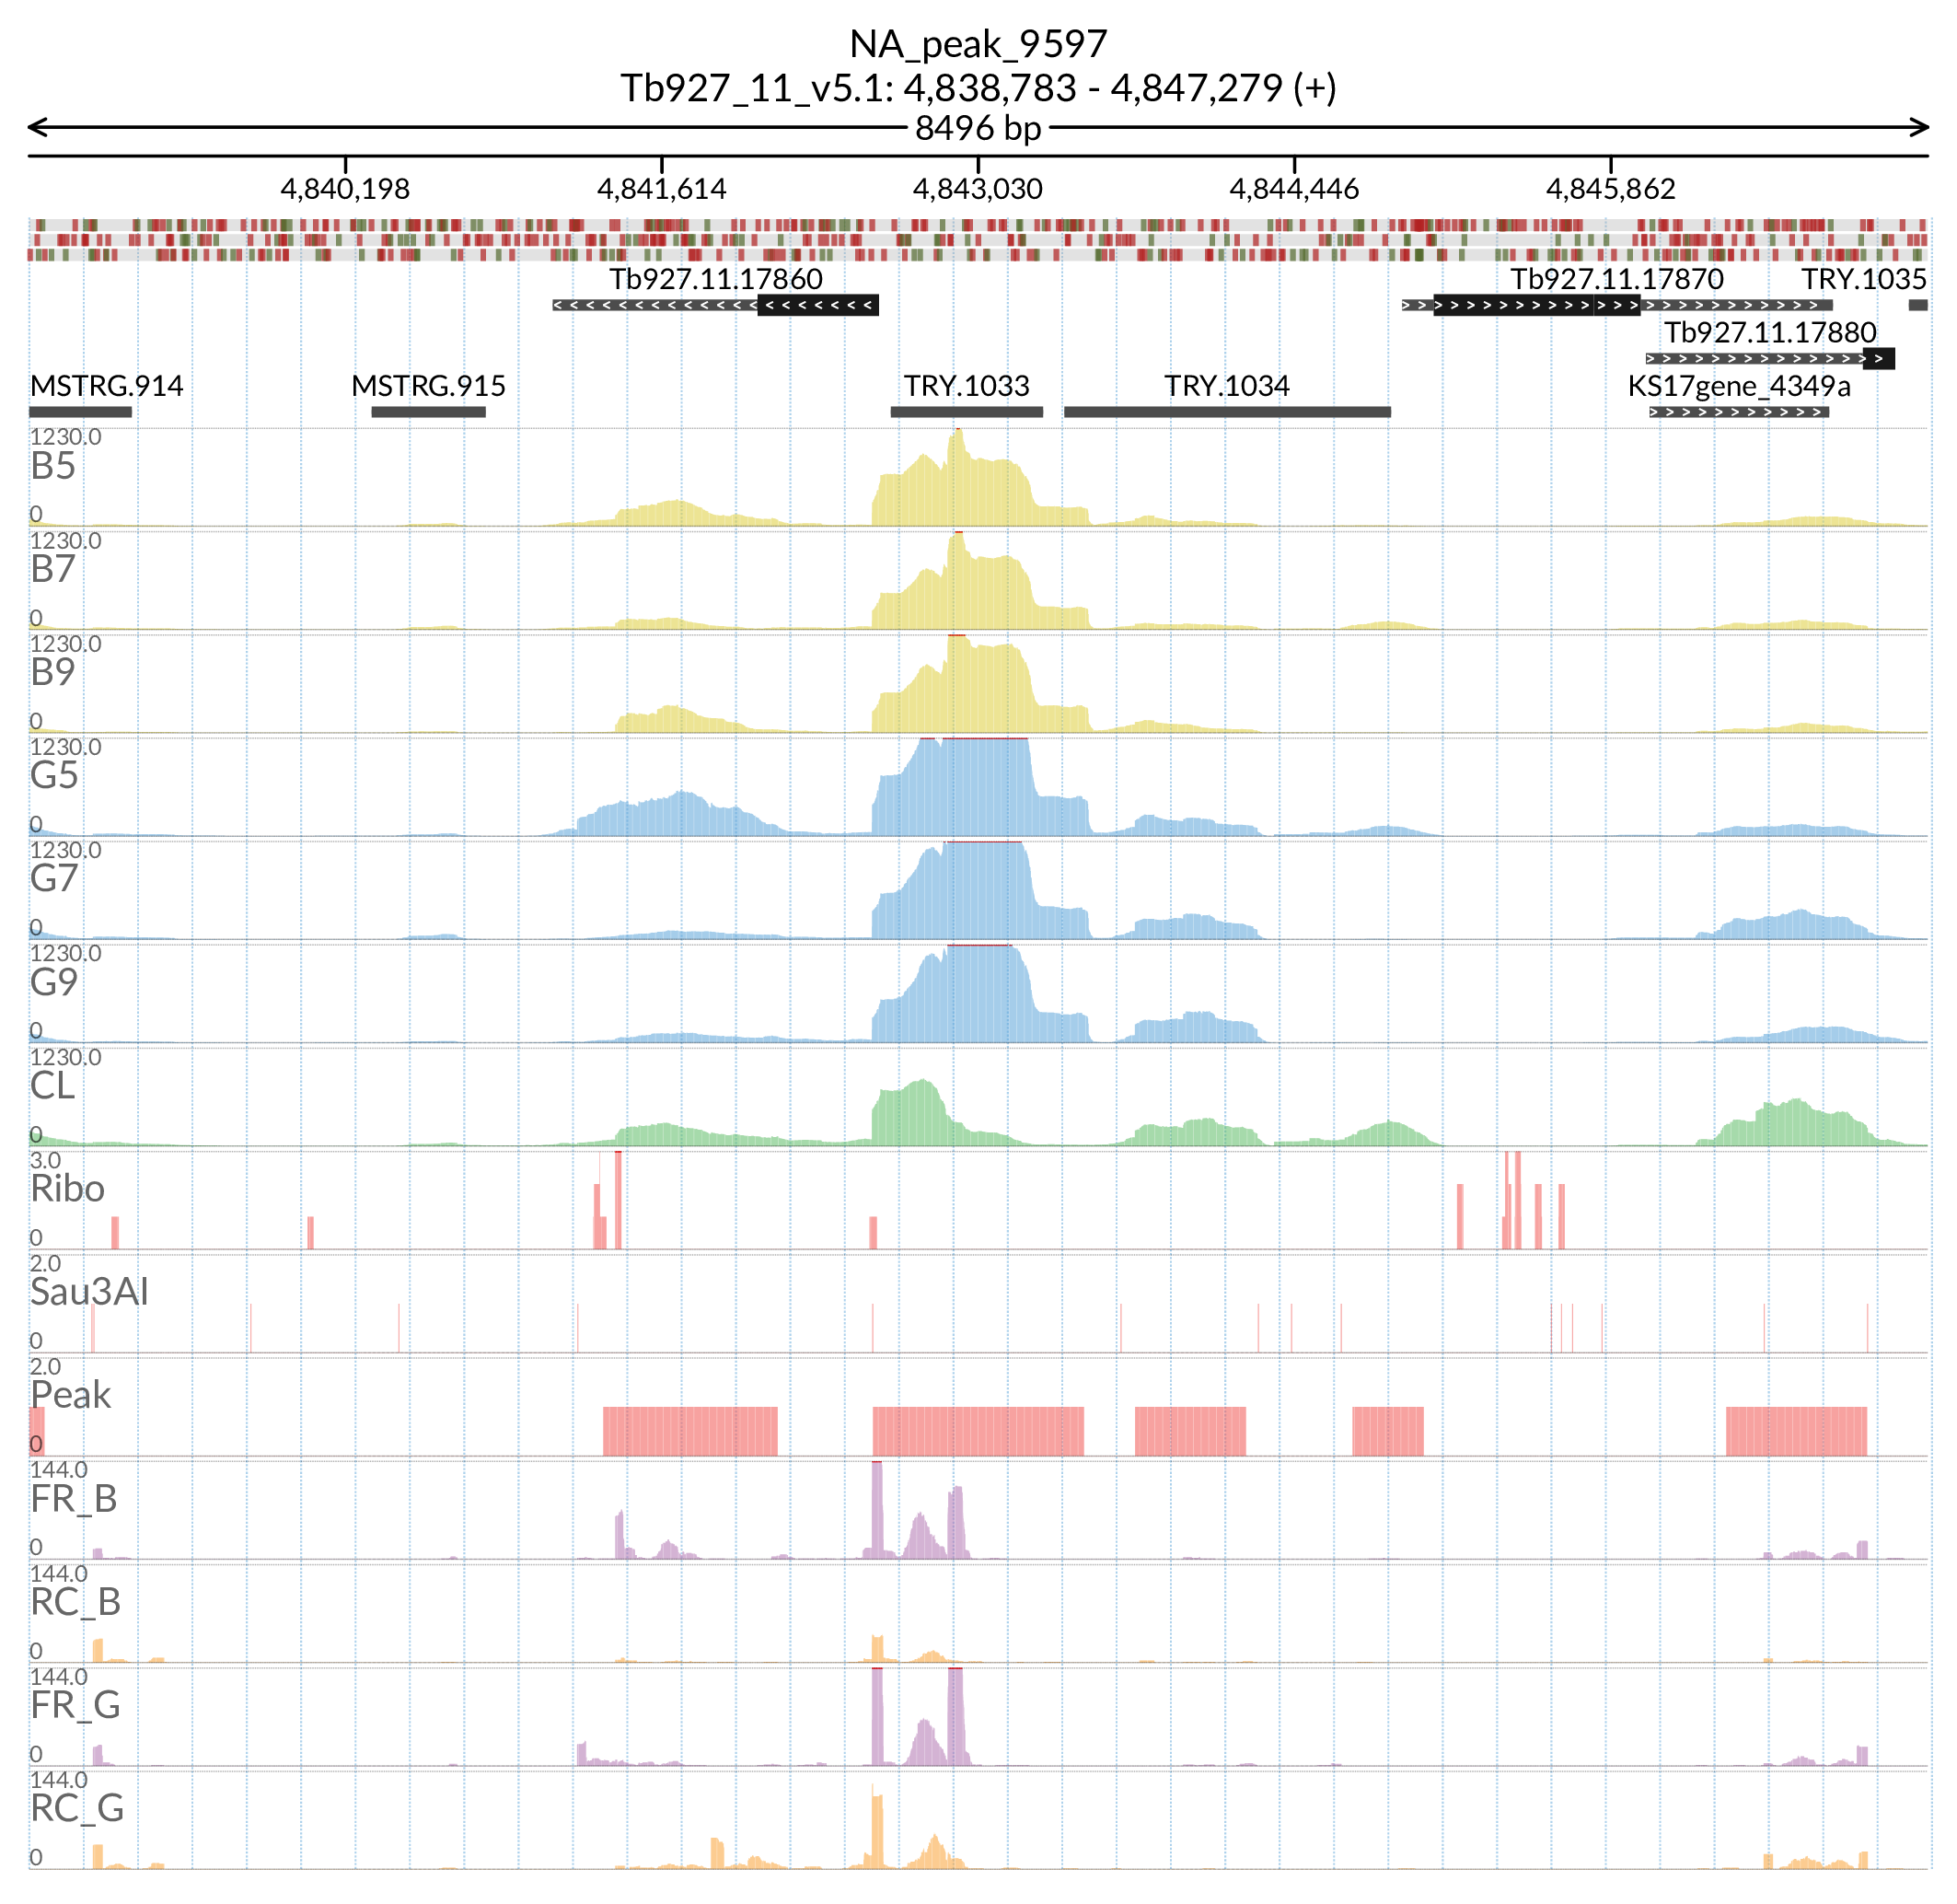 NA_peak_9597
Tb927_11_v5.1: 4,838,783 - 4,847,279 (+)
8496 bp
4,840,198 4,841,614 4,843,030 4,844,446 4,845,862
Tb927.11.17860 Tb927.11.17870 TRY.1035
Tb927.11.17880
MSTRG.914 MSTRG.915 TRY.1033 TRY.1034 KS17gene_4349a
1230.0
B5
0
1230.0
B7
0
1230.0
B9
0
1230.0
G5
0
1230.0
G7
0
1230.0
G9
0
1230.0
CL
0
3.0
Ribo
0
2.0
Sau3AI
0
2.0
Peak
0
144.0
FR_B
0
144.0
RC_B
0
144.0
FR_G
0
144.0
RC_G
0